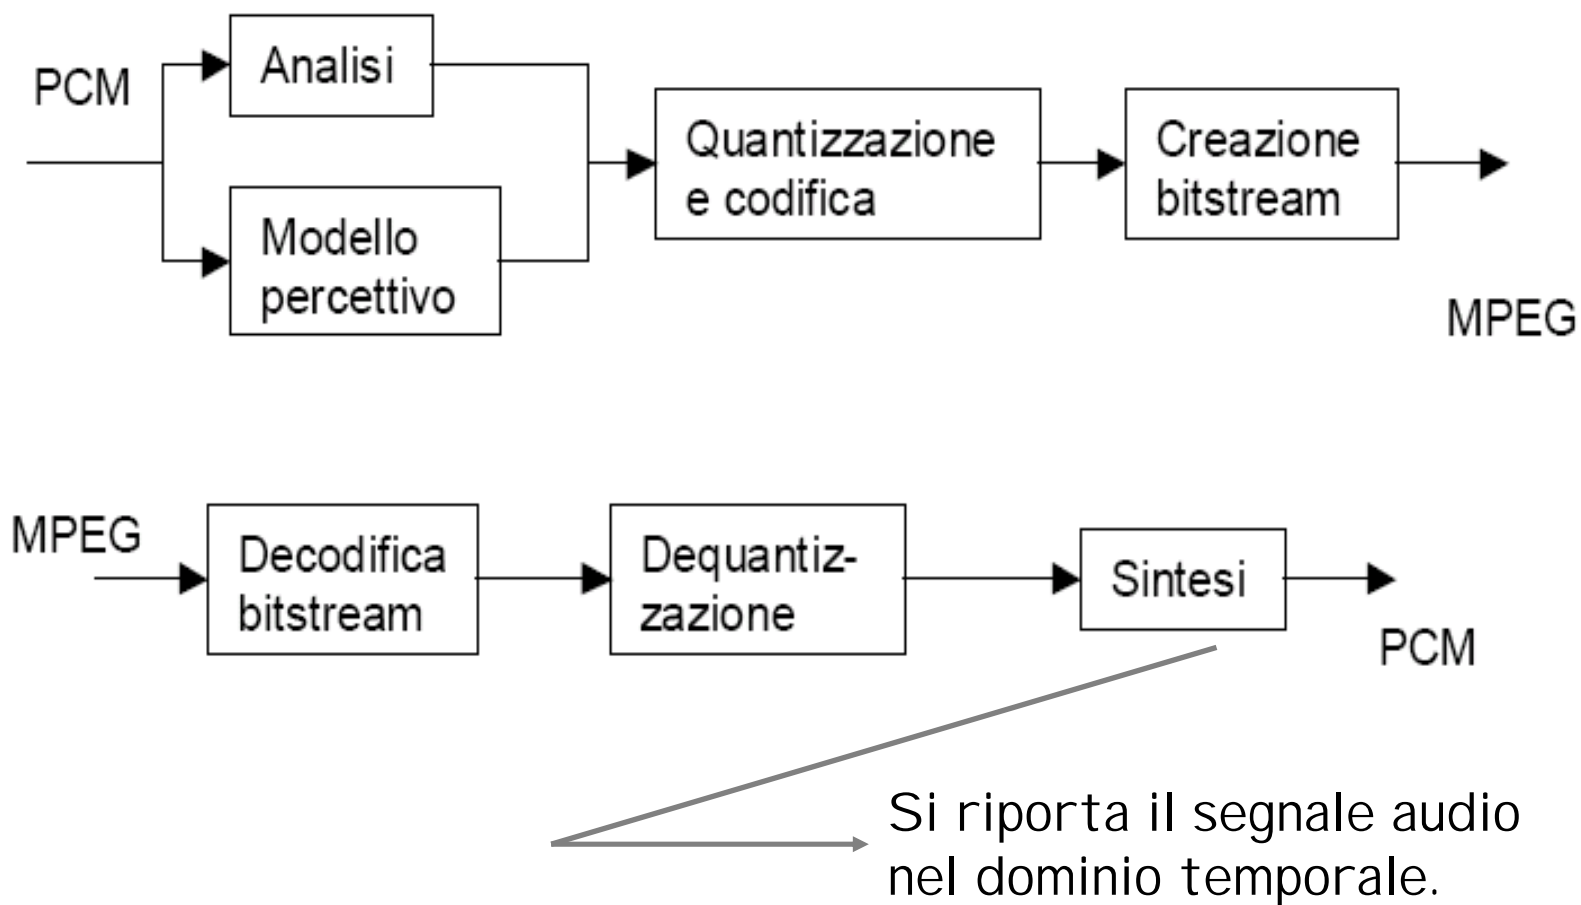 PCM
Analisi
Modello
percettivo
Quantizzazione
e codifica
Creazione
bitstream
MPEG
MPEG
Decodifica
bitstream
Dequantiz-
zazione
Sintesi
PCM
Si riporta il segnale audio
nel dominio temporale.